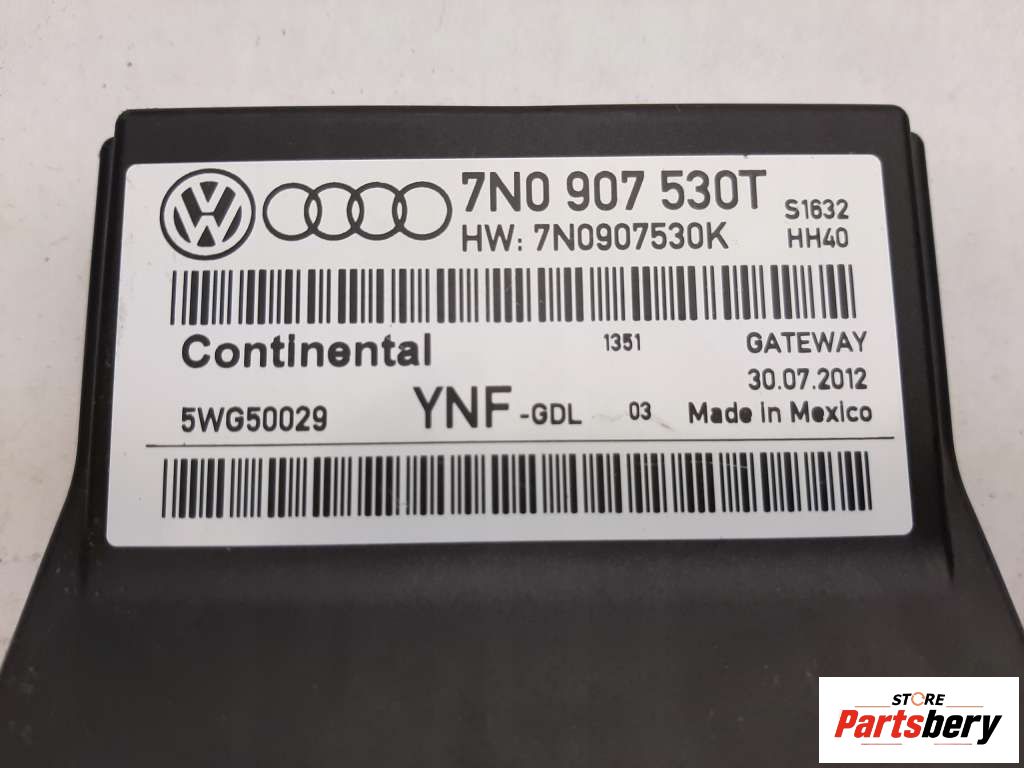 7N0 907 530T
HW: 7N0907530K
S1632
HH40
Continental
1351
GATEWAY
30.07.2012
5WG50029
YNF -GDL
03
Made in Mexico
STORE
Partsbery